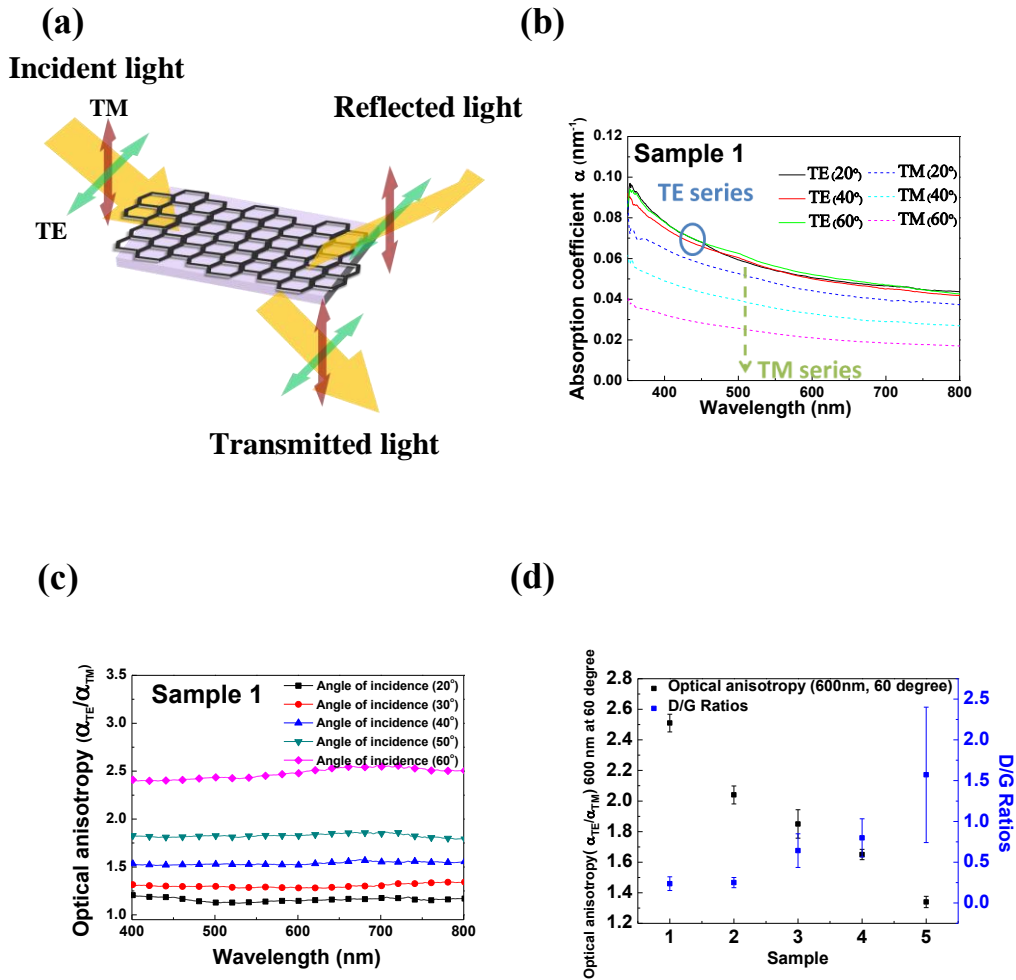 (a)
Incident light
TM
TE
Reflected light
Transmitted light
(b)
Absorption coefficient α (nm⁻¹)
0.12
0.10
0.08
0.06
0.04
0.02
0.00
Sample 1
TE series
TE(20°)
TE(40°)
TE(60°)
TM(20°)
TM(40°)
TM(60°)
TM series
400 500 600 700 800
Wavelength (nm)
(c)
Optical anisotropy (α_TE/α_TM)
3.5
3.0
2.5
2.0
1.5
1.0
Sample 1
Angle of incidence (20°)
Angle of incidence (30°)
Angle of incidence (40°)
Angle of incidence (50°)
Angle of incidence (60°)
400 450 500 550 600 650 700 750 800
Wavelength (nm)
(d)
Optical anisotropy( α_TE/α_TM) 600 nm at 60 degree
2.8
2.6
2.4
2.2
2.0
1.8
1.6
1.4
1.2
Optical anisotropy (600nm, 60 degree)
D/G Ratios
2.5
2.0
1.5
1.0
0.5
0.0
D/G Ratios
1 2 3 4 5
Sample